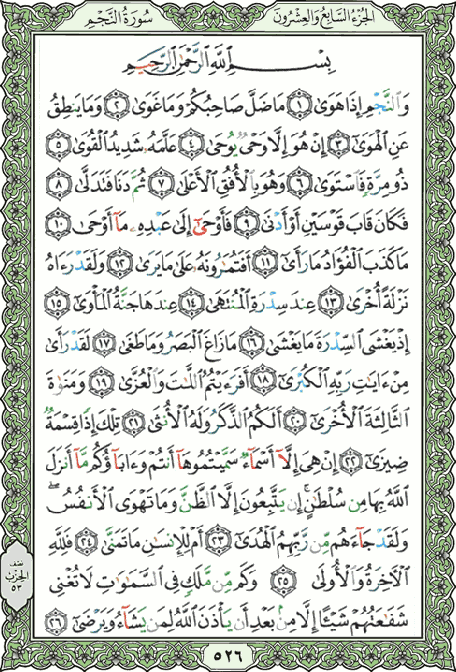 الجزء السابع والعشرون
سورة النجم
بِسْمِ ٱللَّهِ ٱلرَّحْمَٰنِ ٱلرَّحِيمِ
وَٱلنَّجْمِ إِذَا هَوَىٰ ١ مَا ضَلَّ صَاحِبُكُمْ وَمَا غَوَىٰ ٢ وَمَا يَنطِقُ
عَنِ ٱلْهَوَىٰٓ ٣ إِنْ هُوَ إِلَّا وَحْىٌ يُوحَىٰ ٤ عَلَّمَهُۥ شَدِيدُ ٱلْقُوَىٰ ٥
ذُو مِرَّةٍ فَٱسْتَوَىٰ ٦ وَهُوَ بِٱلْأُفُقِ ٱلْأَعْلَىٰ ٧ ثُمَّ دَنَا فَتَدَلَّىٰ ٨
فَكَانَ قَابَ قَوْسَيْنِ أَوْ أَدْنَىٰ ٩ فَأَوْحَىٰٓ إِلَىٰ عَبْدِهِۦ مَآ أَوْحَىٰ ١٠
مَا كَذَبَ ٱلْفُؤَادُ مَا رَأَىٰٓ ١١ أَفَتُمَٰرُونَهُۥ عَلَىٰ مَا يَرَىٰ ١٢ وَلَقَدْ رَءَاهُ
نَزْلَةً أُخْرَىٰ ١٣ عِندَ سِدْرَةِ ٱلْمُنتَهَىٰ ١٤ عِندَهَا جَنَّةُ ٱلْمَأْوَىٰٓ ١٥
إِذْ يَغْشَى ٱلسِّدْرَةَ مَا يَغْشَىٰ ١٦ مَا زَاغَ ٱلْبَصَرُ وَمَا طَغَىٰ ١٧ لَقَدْ رَأَىٰ
مِنْ ءَايَٰتِ رَبِّهِ ٱلْكُبْرَىٰٓ ١٨ أَفَرَءَيْتُمُ ٱللَّٰتَ وَٱلْعُزَّىٰ ١٩ وَمَنَوٰةَ
ٱلثَّالِثَةَ ٱلْأُخْرَىٰٓ ٢٠ أَلَكُمُ ٱلذَّكَرُ وَلَهُ ٱلْأُنثَىٰ ٢١ تِلْكَ إِذًا قِسْمَةٌ
ضِيزَىٰٓ ٢٢ إِنْ هِىَ إِلَّآ أَسْمَآءٌ سَمَّيْتُمُوهَآ أَنتُمْ وَءَابَآؤُكُم مَّآ أَنزَلَ
ٱللَّهُ بِهَا مِن سُلْطَٰنٍ ۚ إِن يَتَّبِعُونَ إِلَّا ٱلظَّنَّ وَمَا تَهْوَى ٱلْأَنفُسُ ۖ
وَلَقَدْ جَآءَهُم مِّن رَّبِّهِمُ ٱلْهُدَىٰٓ ٢٣ أَمْ لِلْإِنسَٰنِ مَا تَمَنَّىٰ ٢٤ فَلِلَّهِ
ٱلْءَاخِرَةُ وَٱلْأُولَىٰ ٢٥ وَكَم مِّن مَّلَكٍ فِى ٱلسَّمَٰوَٰتِ لَا تُغْنِى
شَفَٰعَتُهُمْ شَيْـًٔا إِلَّا مِنۢ بَعْدِ أَن يَأْذَنَ ٱللَّهُ لِمَن يَشَآءُ وَيَرْضَىٰٓ ٢٦
نصف
الحزب
٥٣
٥٢٦